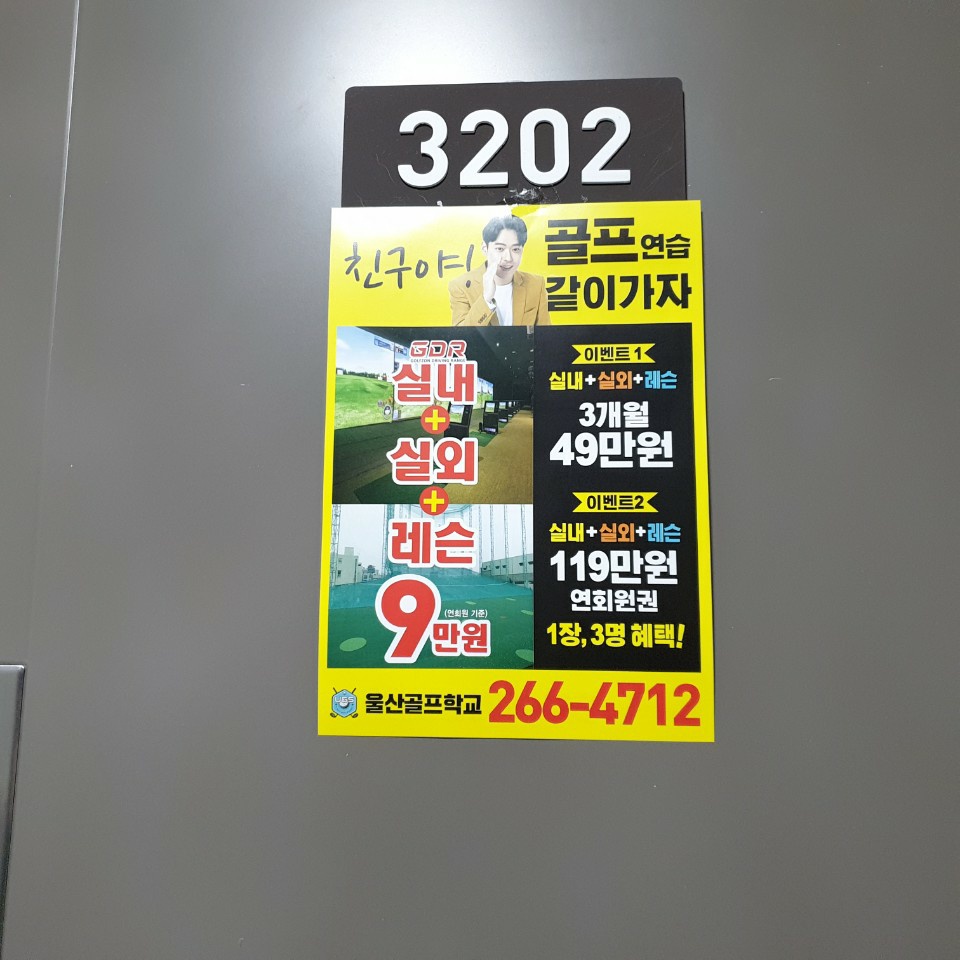 3202
친구야!
골프연습
같이가자
GDR
GOLFZON DRIVING RANGE
실내
+
실외
+
레슨
(연회원 기준)
9만원
이벤트1
실내+실외+레슨
3개월
49만원
이벤트2
실내+실외+레슨
119만원
연회원권
1장, 3명 혜택!
UGS
울산골프학교 266-4712